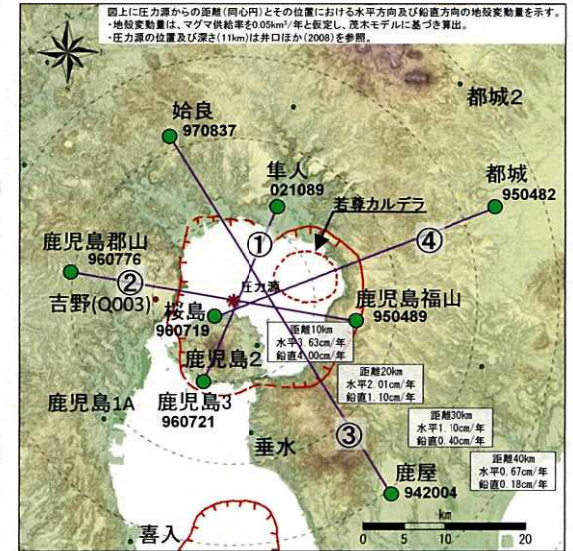 図上に圧力源からの距離(同心円)とその位置における水平方向及び鉛直方向の地殻変動量を示す。
・地殻変動量は、マグマ供給率を0.05km³/年と仮定し、茂木モデルに基づき算出。
・圧力源の位置及び深さ(11km)は井口ほか(2008)を参照。
都城2
姶良
970837
隼人
021089
都城
950482
若尊カルデラ
①
④
鹿児島郡山
960776
②
吉野(Q003)
圧力源
桜島
960719
鹿児島福山
950489
距離10km
水平3.63cm/年
鉛直4.00cm/年
鹿児島2
距離20km
水平2.01cm/年
鉛直1.10cm/年
鹿児島1A
鹿児島3
960721
距離30km
水平1.10cm/年
鉛直0.40cm/年
垂水
③
距離40km
水平0.67cm/年
鉛直0.18cm/年
鹿屋
942004
喜入
km
0 5 10 20